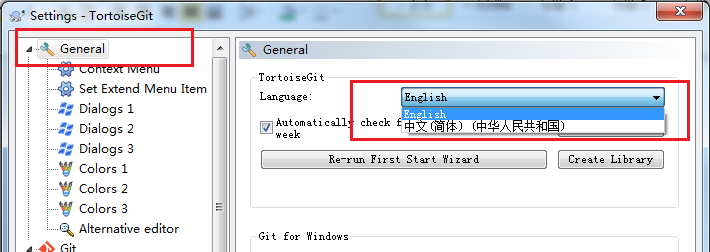 Settings - TortoiseGit
General
Context Menu
Set Extend Menu Item
Dialogs 1
Dialogs 2
Dialogs 3
Colors 1
Colors 2
Colors 3
Alternative editor
Git
General
TortoiseGit
Language:
English
English
中文(简体) (中华人民共和国)
Automatically check
week
Re-run First Start Wizard
Create Library
Git for Windows